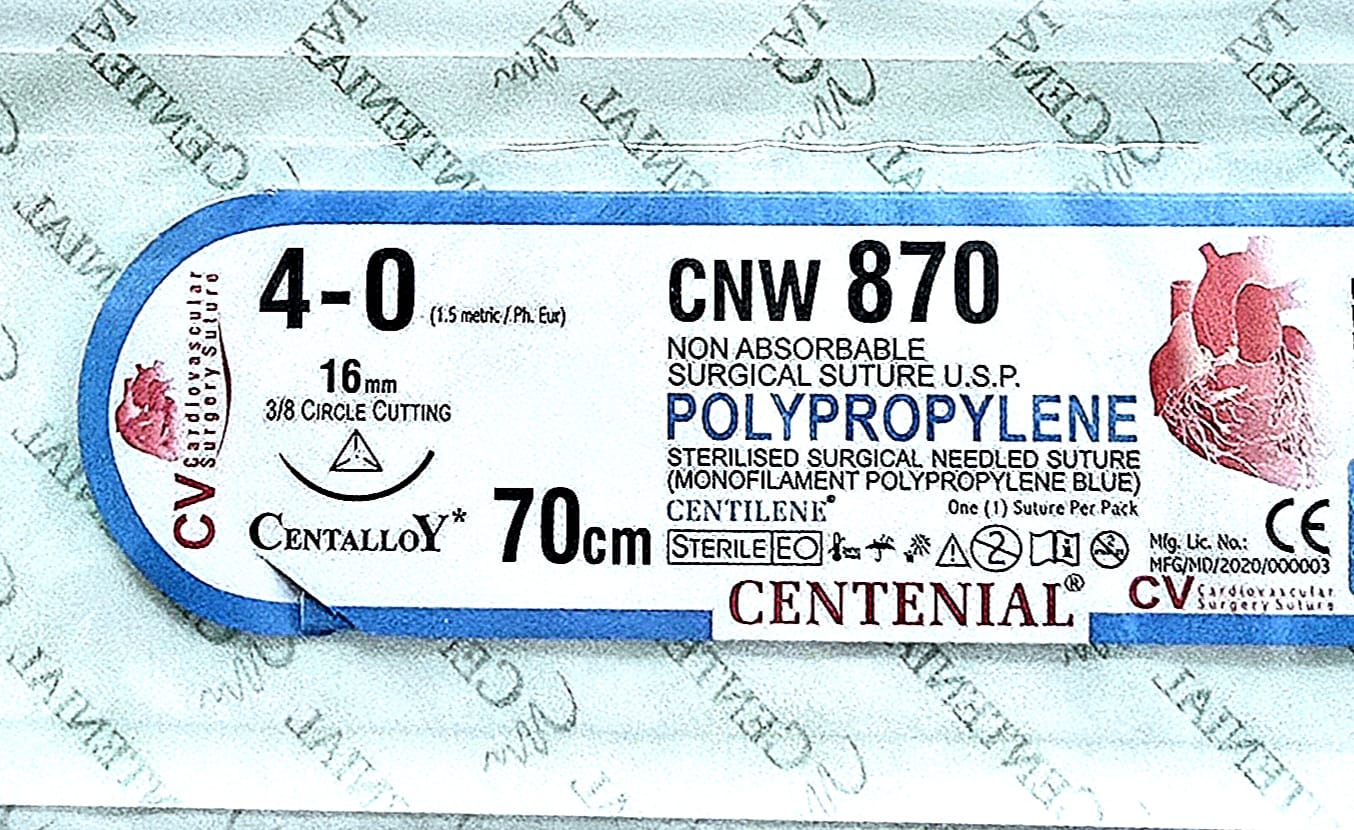 4-0 (1.5 metric/Ph. Eur)
16mm
3/8 CIRCLE CUTTING
CENTALLOY*
70cm
CV Cardiovascular
Surgery Suture
CNW 870
NON ABSORBABLE
SURGICAL SUTURE U.S.P.
POLYPROPYLENE
STERILISED SURGICAL NEEDLED SUTURE
(MONOFILAMENT POLYPROPYLENE BLUE)
CENTILENE® One (1) Suture Per Pack
STERILE EO 2 i
CENTENIAL®
CE
Mfg. Lic. No.:
MFG/MD/2020/000003
CV Cardiovascular
Surgery Suture